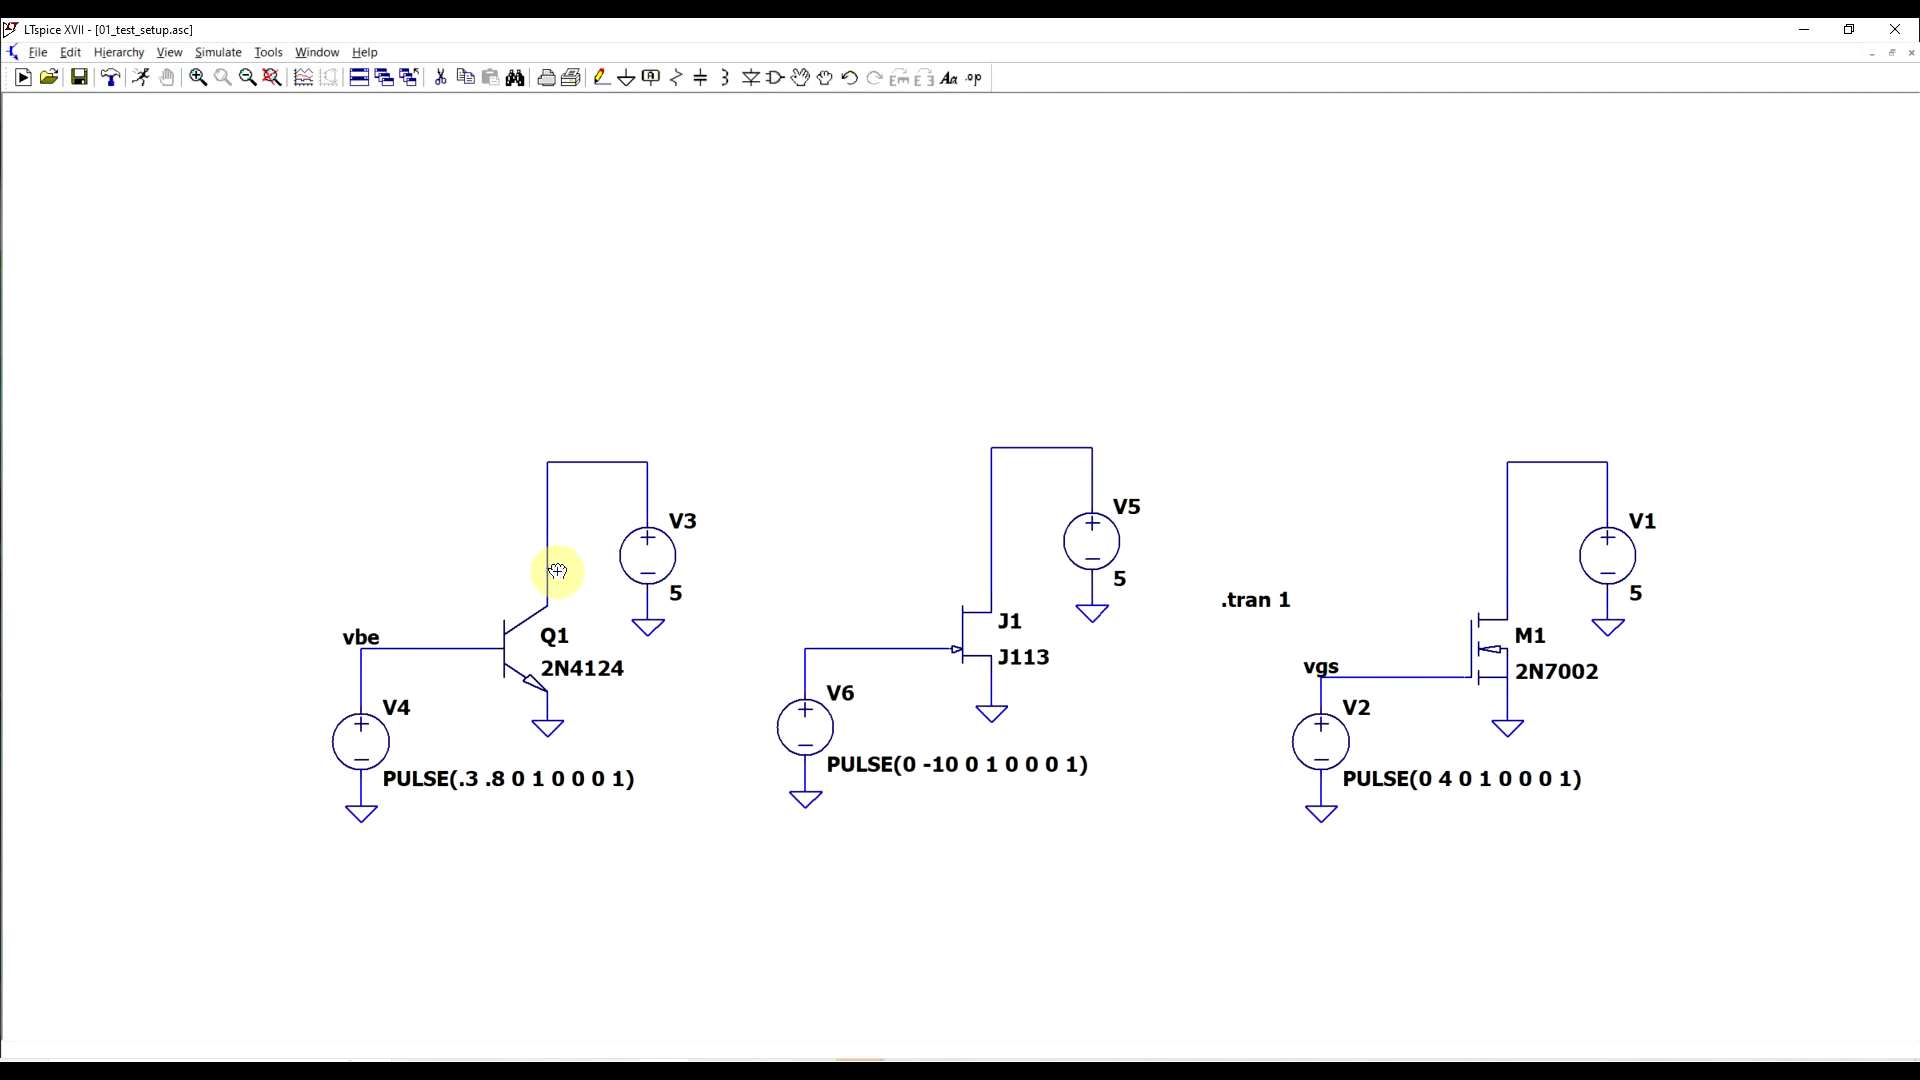 LTspice XVII - [01_test_setup.asc]
File Edit Hierarchy View Simulate Tools Window Help
Aa .op
V5
V3
V1
5
5
5
.tran 1
J1
vbe
Q1
M1
J113
2N4124
vgs
2N7002
V6
V4
V2
PULSE(0 -10 0 1 0 0 0 1)
PULSE(.3 .8 0 1 0 0 0 1)
PULSE(0 4 0 1 0 0 0 1)